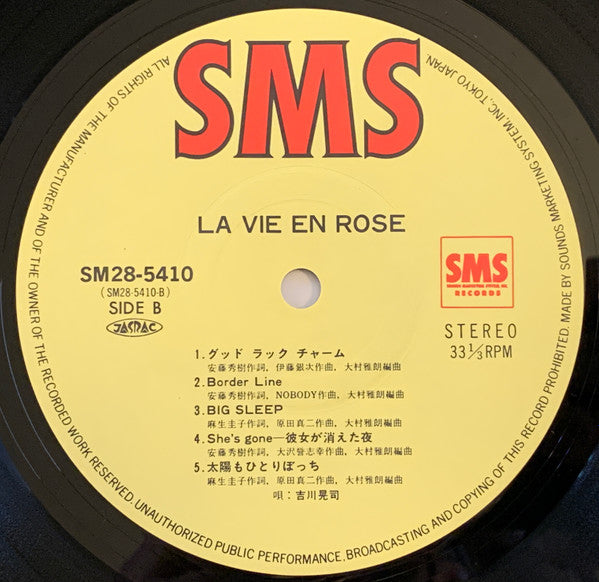 SMS
LA VIE EN ROSE
SM28-5410
(SM28-5410-B)
SIDE B
JASRAC
SMS
SOUNDS MARKETING SYSTEM, INC.
RECORDS
STEREO
33⅓RPM
1.グッド ラック チャーム
安藤秀樹作詞, 伊藤銀次作曲, 大村雅朗編曲
2.Border Line
安藤秀樹作詞, NOBODY作曲, 大村雅朗編曲
3.BIG SLEEP
麻生圭子作詞, 原田真二作曲, 大村雅朗編曲
4.She's gone—彼女が消えた夜
安藤秀樹作詞, 大沢誉志幸作曲, 大村雅朗編曲
5.太陽もひとりぼっち
麻生圭子作詞, 原田真二作曲, 大村雅朗編曲
唄：吉川晃司
ALL RIGHTS OF THE MANUFACTURER AND OF THE OWNER OF THE RECORDED WORK RESERVED. UNAUTHORIZED PUBLIC PERFORMANCE, BROADCASTING AND COPYING OF THIS RECORD PROHIBITED. MADE BY SOUNDS MARKETING SYSTEM, INC, TOKYO JAPAN